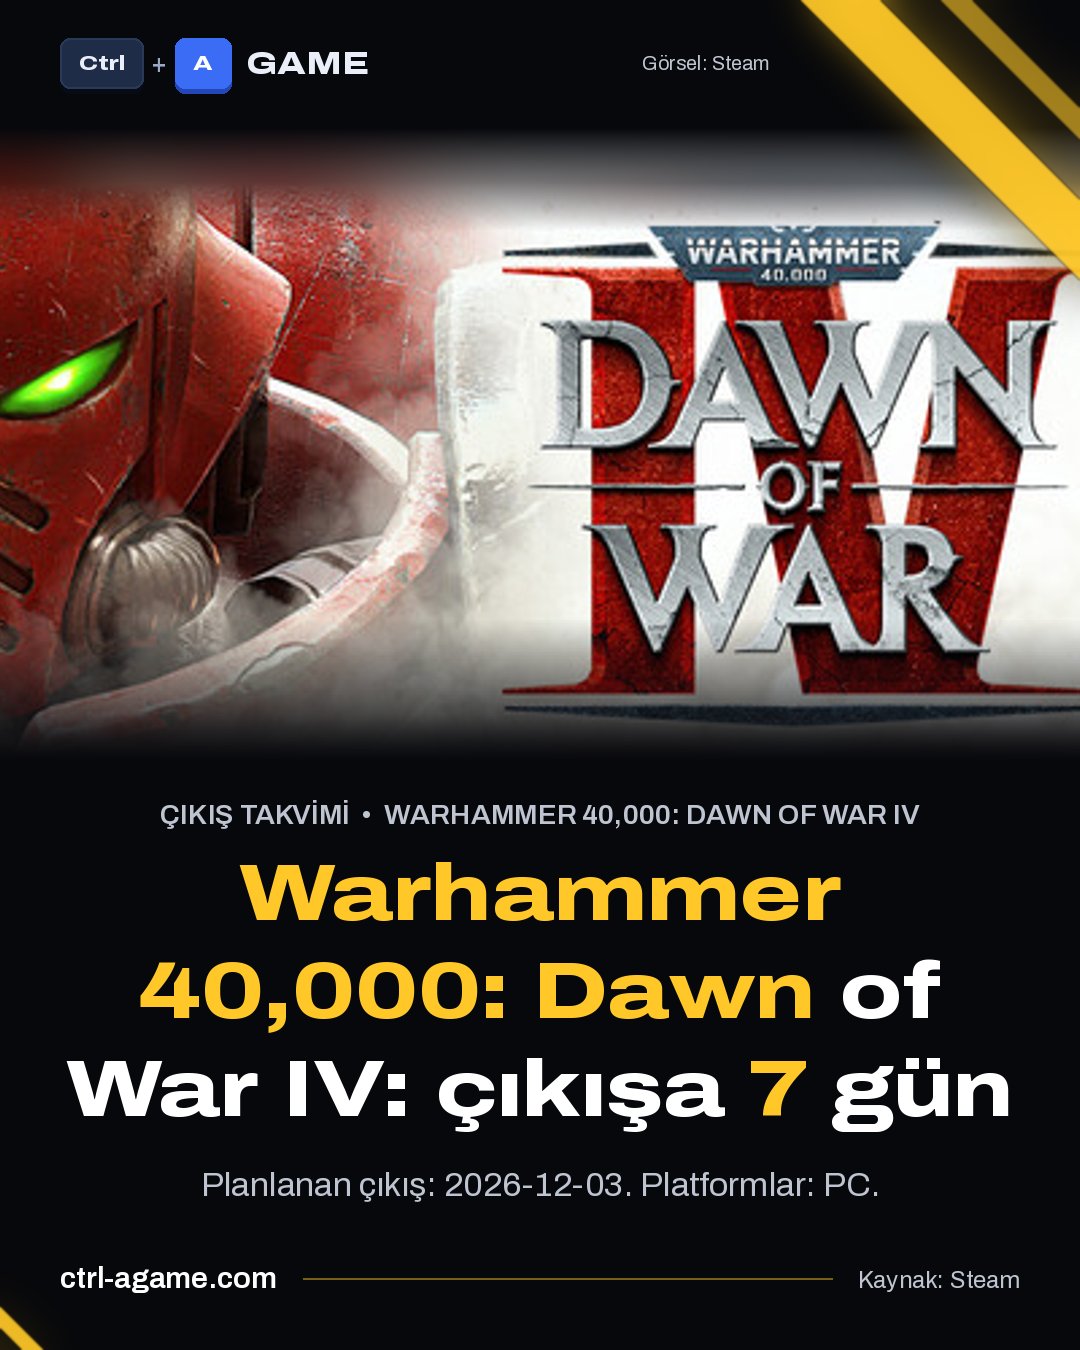 Ctrl + A GAME
Görsel: Steam
WARHAMMER
40,000
IV
DAWN
OF
WAR
ÇIKIŞ TAKVİMİ • WARHAMMER 40,000: DAWN OF WAR IV
Warhammer
40,000: Dawn of
War IV: çıkışa 7 gün
Planlanan çıkış: 2026-12-03. Platformlar: PC.
ctrl-agame.com
Kaynak: Steam